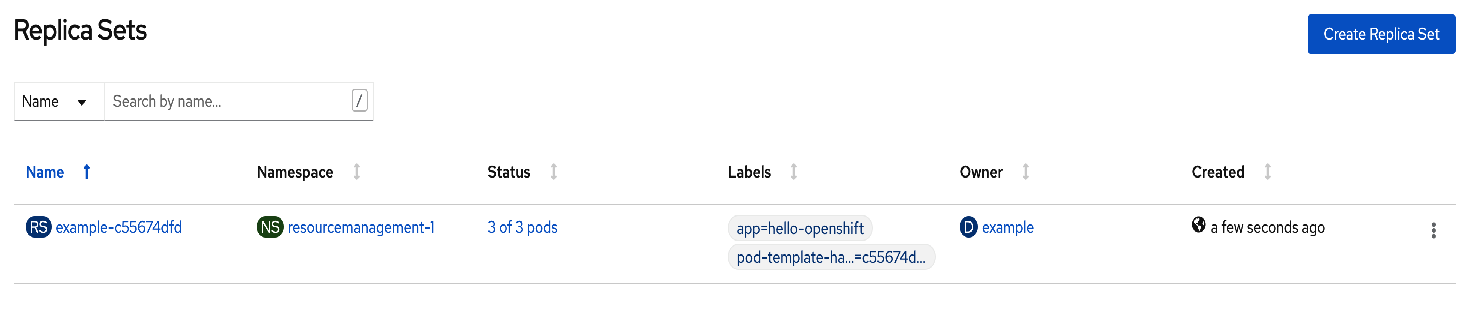 Replica Sets
Create Replica Set
Name
Search by name...
/
Name Namespace Status Labels Owner Created
RS example-c55674dfd NS resourcemanagement-1 3 of 3 pods app=hello-openshift D example a few seconds ago
pod-template-ha...=c55674d...